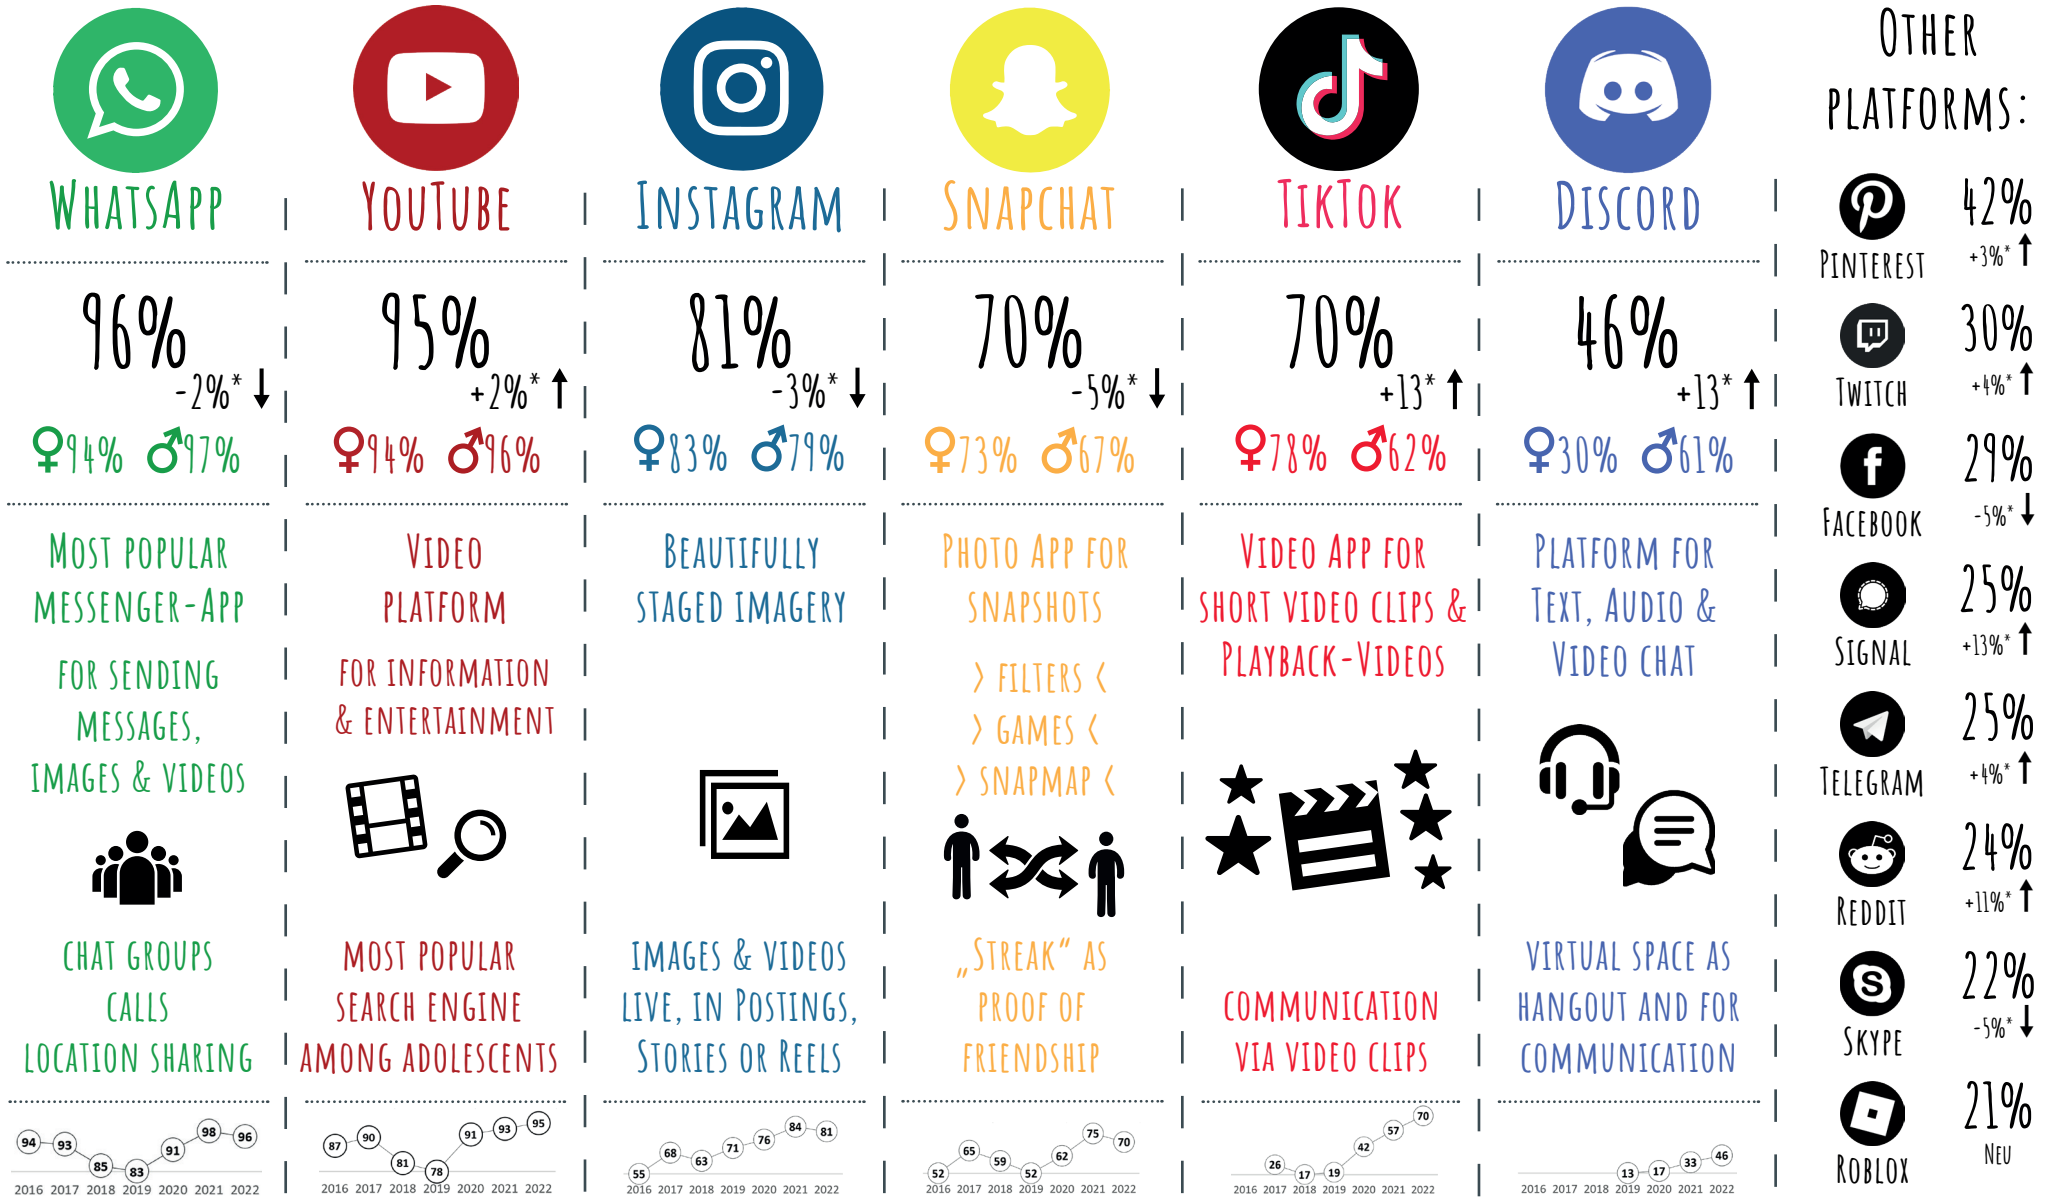 WhatsApp
96%
-2%*
94% 97%
Most popular
messenger-App
for sending
messages,
images & videos
chat groups
calls
location sharing
94 93 85 83 91 98 96
2016 2017 2018 2019 2020 2021 2022
YouTube
95%
+2%*
94% 96%
Video
platform
for information
& entertainment
most popular
search engine
among adolescents
87 90 81 78 91 93 95
2016 2017 2018 2019 2020 2021 2022
Instagram
81%
-3%*
83% 79%
Beautifully
staged imagery
images & videos
live, in Postings,
Stories or Reels
55 68 63 71 76 84 81
2016 2017 2018 2019 2020 2021 2022
Snapchat
70%
-5%*
73% 67%
Photo App for
snapshots
> filters <
> games <
> snapmap <
„Streak“ as
proof of
friendship
52 65 59 52 62 75 70
2016 2017 2018 2019 2020 2021 2022
TikTok
70%
+13*
78% 62%
Video App for
short video clips &
Playback-Videos
communication
via video clips
26 17 19 42 57 70
2016 2017 2018 2019 2020 2021 2022
Discord
46%
+13*
30% 61%
Platform for
Text, Audio &
Video chat
virtual space as
hangout and for
communication
13 17 33 46
2016 2017 2018 2019 2020 2021 2022
Other
platforms:
42%
+3%*
Pinterest
30%
+4%*
Twitch
29%
-5%*
Facebook
25%
+13%*
Signal
25%
+4%*
Telegram
24%
+11%*
Reddit
22%
-5%*
Skype
21%
Neu
Roblox